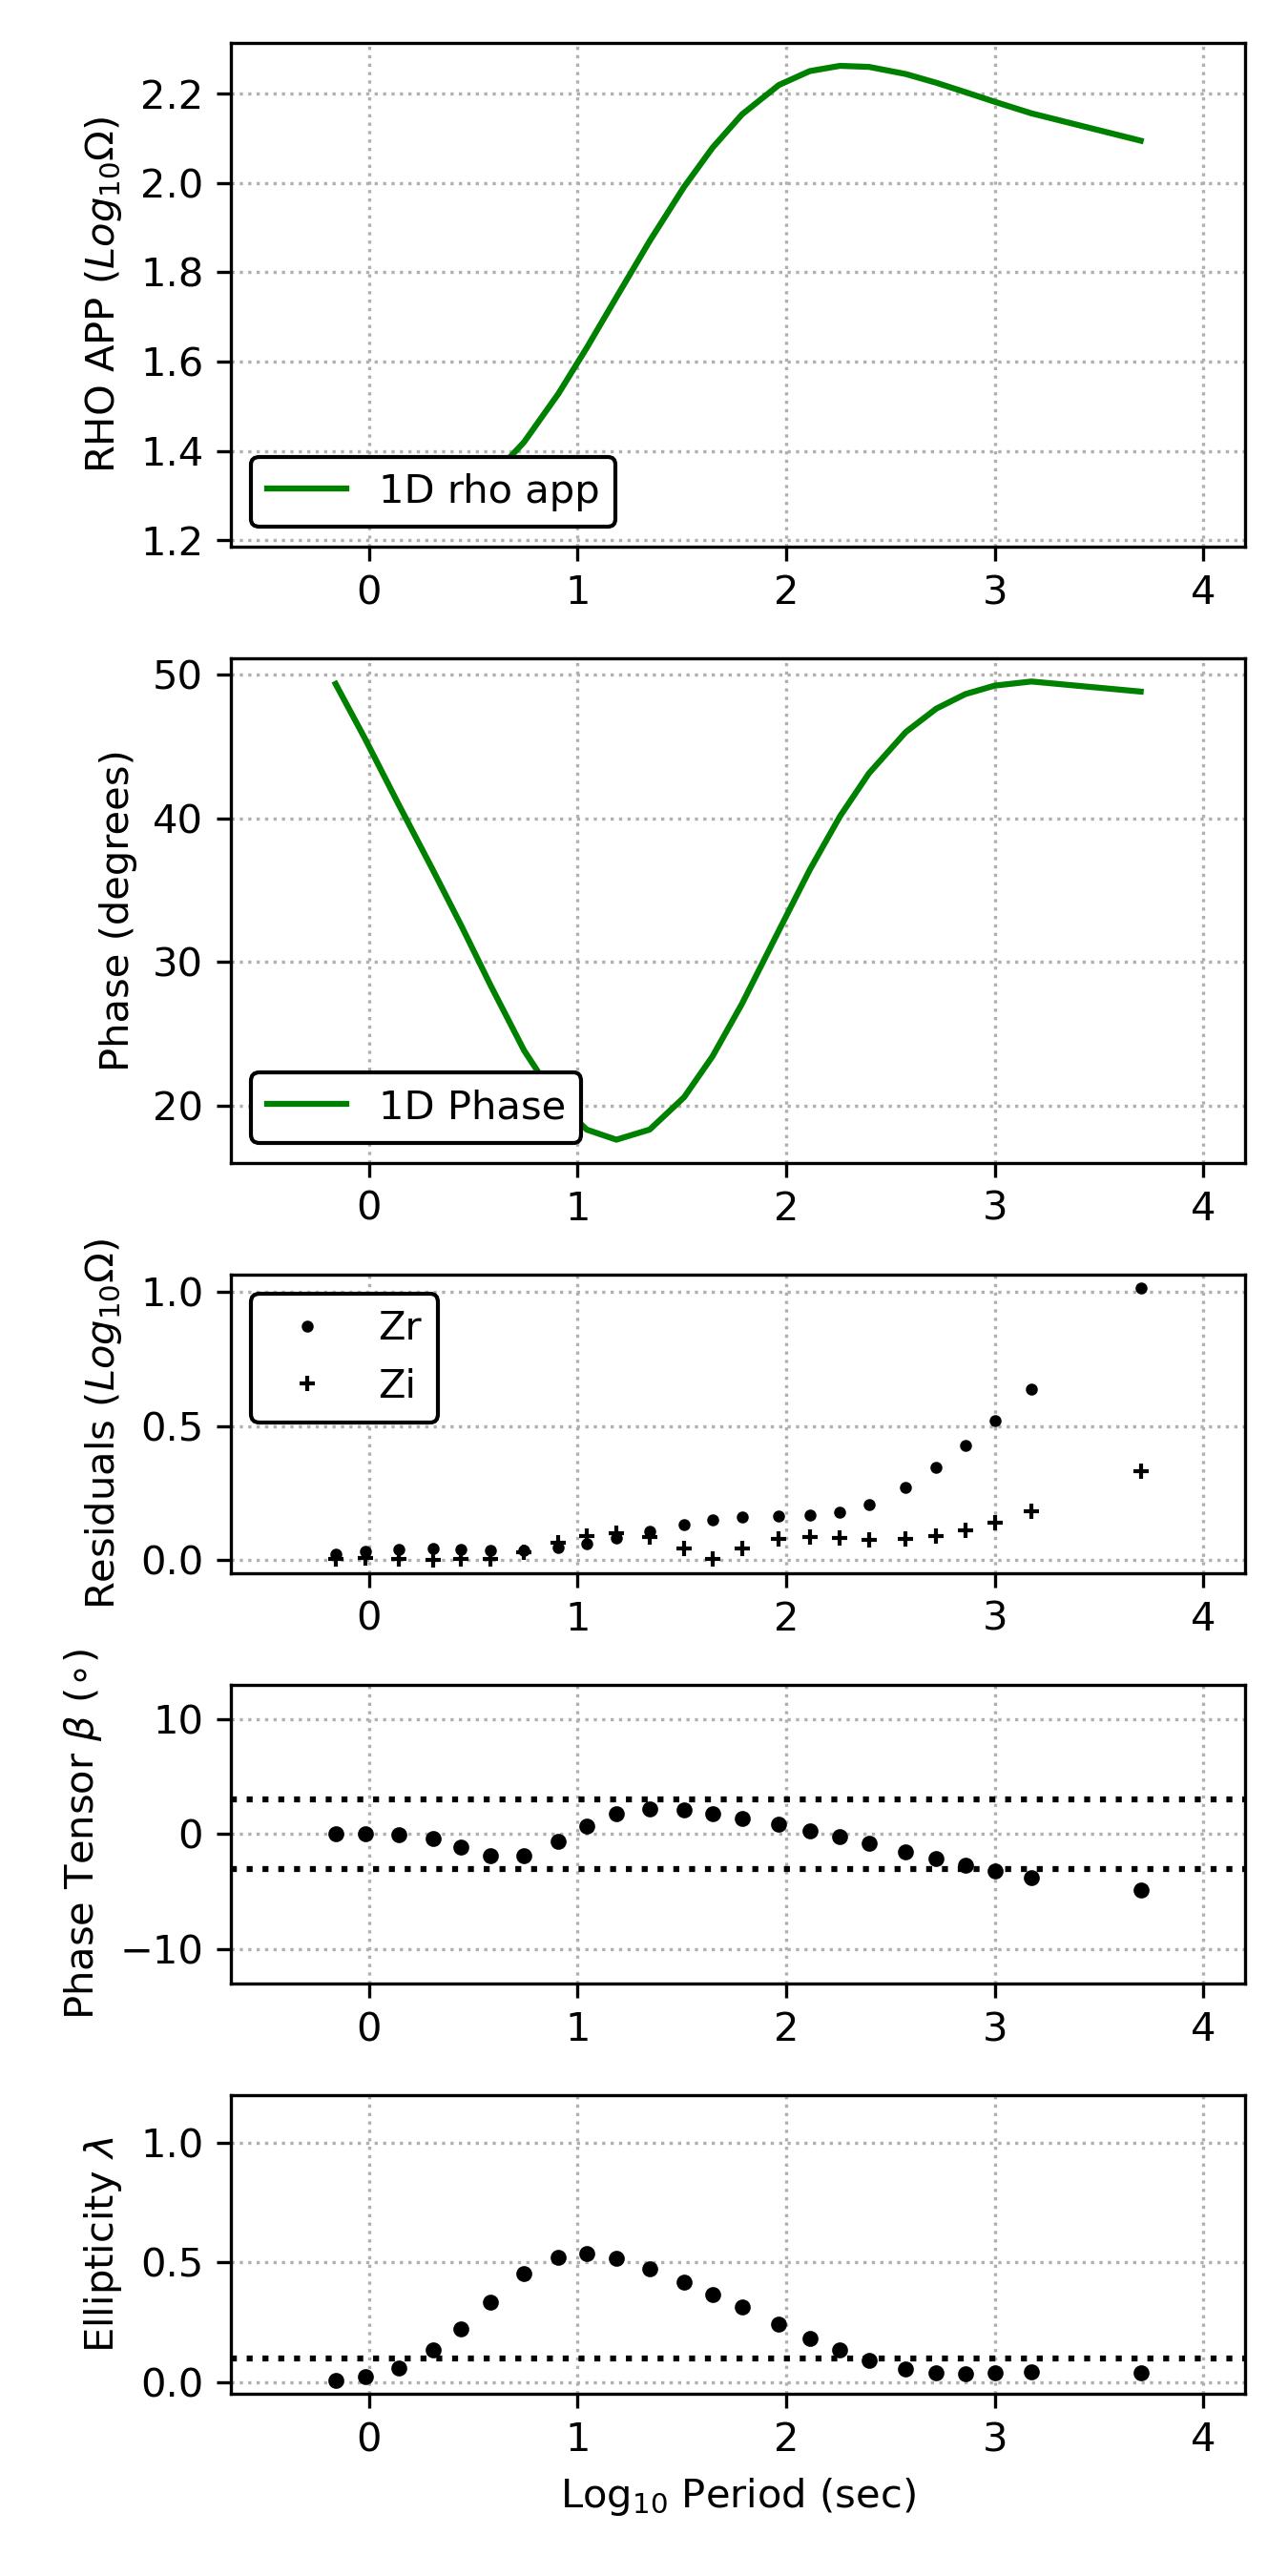 RHO APP (Log₁₀Ω)
2.2
2.0
1.8
1.6
1.4
1.2
1D rho app
0 1 2 3 4
Phase (degrees)
50
40
30
20
1D Phase
0 1 2 3 4
Residuals (Log₁₀Ω)
1.0
0.5
0.0
Zr
Zi
0 1 2 3 4
Phase Tensor β (∘)
10
0
−10
0 1 2 3 4
Ellipticity λ
1.0
0.5
0.0
0 1 2 3 4
Log₁₀ Period (sec)